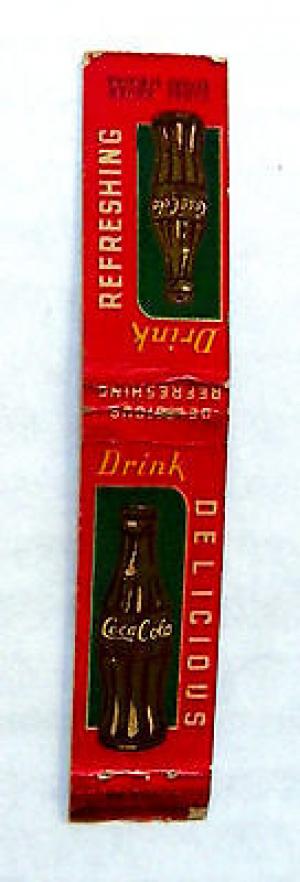 REFRESHING
Coca-Cola
Drink
DELICIOUS
REFRESHING
Drink
DELICIOUS
Coca-Cola